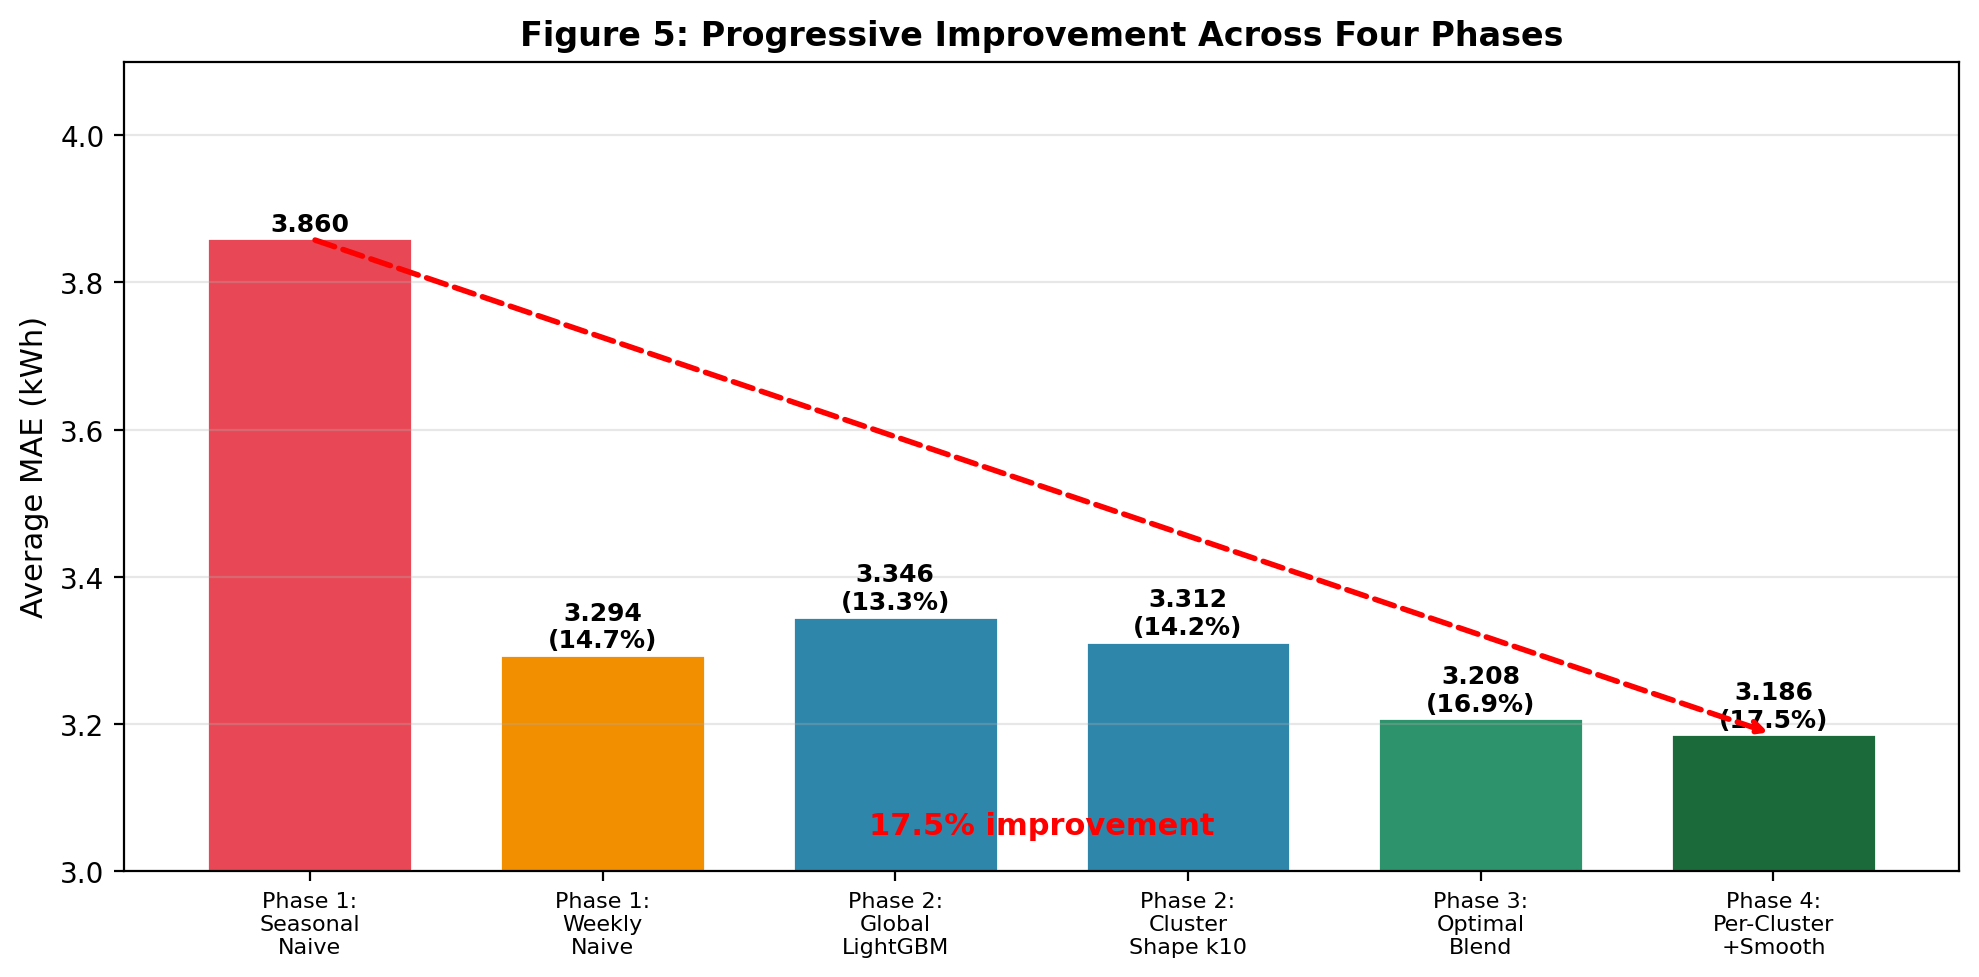 Figure 5: Progressive Improvement Across Four Phases
Average MAE (kWh)
4.0
3.8
3.6
3.4
3.2
3.0
3.860
3.294
(14.7%)
3.346
(13.3%)
3.312
(14.2%)
3.208
(16.9%)
3.186
(17.5%)
17.5% improvement
Phase 1:
Seasonal
Naive
Phase 1:
Weekly
Naive
Phase 2:
Global
LightGBM
Phase 2:
Cluster
Shape k10
Phase 3:
Optimal
Blend
Phase 4:
Per-Cluster
+Smooth